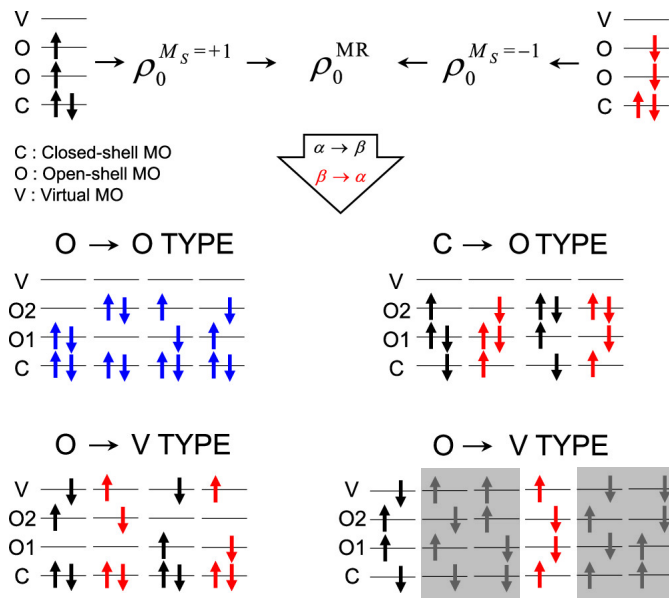 V
O
O
C
ρ₀^{M_S=+1}
ρ₀^{MR}
ρ₀^{M_S=−1}
C : Closed-shell MO
O : Open-shell MO
V : Virtual MO
α → β
β → α
O → O TYPE
V
O2
O1
C
C → O TYPE
V
O2
O1
C
O → V TYPE
V
O2
O1
C
O → V TYPE
V
O2
O1
C